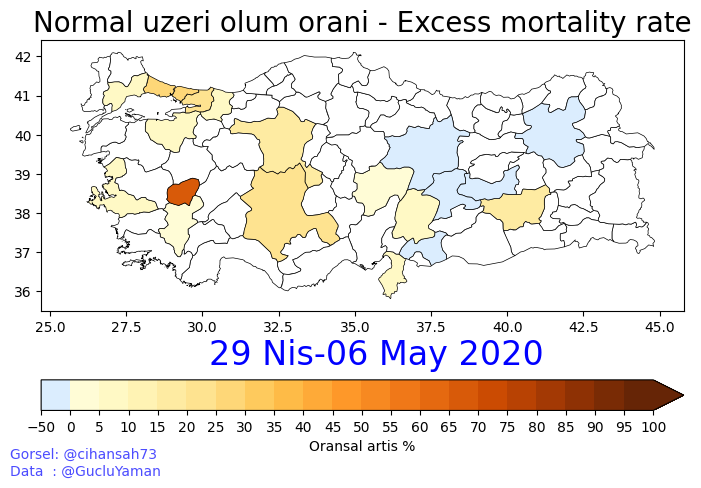 Normal uzeri olum orani - Excess mortality rate
42
41
40
39
38
37
36
25.0 27.5 30.0 32.5 35.0 37.5 40.0 42.5 45.0
29 Nis-06 May 2020
−50 0 5 10 15 20 25 30 35 40 45 50 55 60 65 70 75 80 85 90 95 100
Oransal artis %
Gorsel: @cihansah73
Data  : @GucluYaman